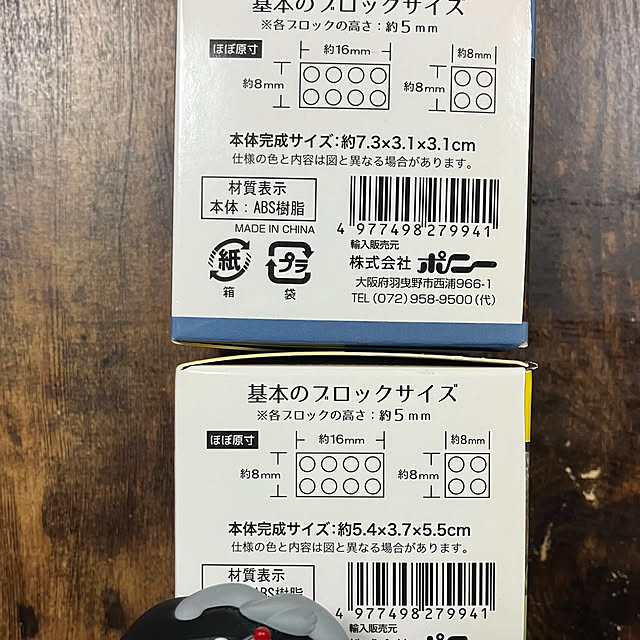 基本のブロックサイズ
※各ブロックの高さ：約5mm
ほぼ原寸
約16mm
約8mm
約8mm
約8mm
本体完成サイズ：約7.3×3.1×3.1cm
仕様の色と内容は図と異なる場合があります。
材質表示
本体：ABS樹脂
MADE IN CHINA
4 977498 279941
輸入販売元
株式会社 ポニー
大阪府羽曳野市西浦966-1
TEL(072)958-9500(代)
紙
箱
プラ
袋
基本のブロックサイズ
※各ブロックの高さ：約5mm
ほぼ原寸
約16mm
約8mm
約8mm
約8mm
本体完成サイズ：約5.4×3.7×5.5cm
仕様の色と内容は図と異なる場合があります。
材質表示
ABS樹脂
4 977498 279941
輸入販売元